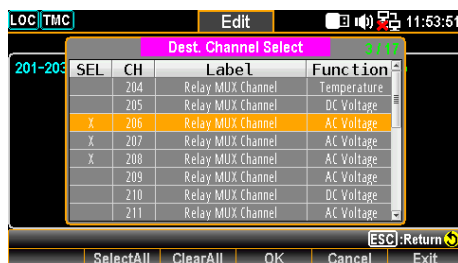 LOC TMC Edit 11:53:51
Dest. Channel Select 3/17
201-203
SEL CH Label Function
204 Relay MUX Channel Temperature
205 Relay MUX Channel DC Voltage
X 206 Relay MUX Channel AC Voltage
X 207 Relay MUX Channel AC Voltage
X 208 Relay MUX Channel AC Voltage
209 Relay MUX Channel AC Voltage
210 Relay MUX Channel DC Voltage
211 Relay MUX Channel AC Voltage
ESC :Return
SelectAll ClearAll OK Cancel Exit